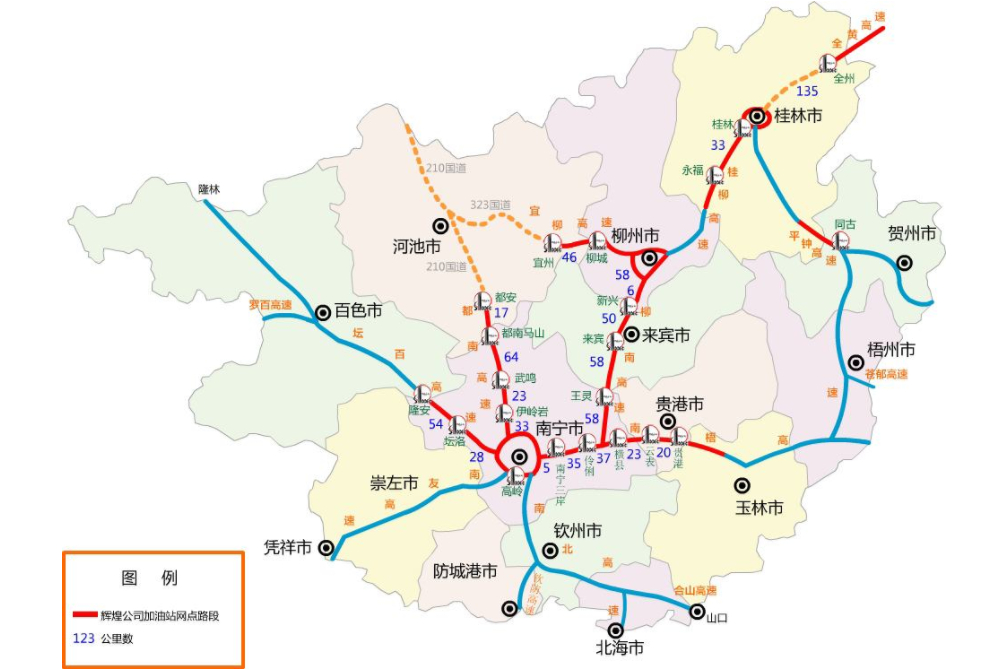 全黄高速
全州
135
桂林
桂林市
33
永福
桂柳高速
210国道
隆林
323国道
宜柳高速
同古
平钟高速
贺州市
柳州市
河池市
宜州
46
柳城
58
6
210国道
都安
17
新兴
50
柳南高速
罗百高速
百色市
都南高速
都南马山
来宾
来宾市
梧州市
坛百高速
64
58
苍郁高速
武鸣
23
王灵
隆安
伊岭岩
33
58
贵港市
54
坛洛
南宁市
南梧高速
28
5
35
37
23
20
南宁三岸
伶俐
横县
云表
贵港
崇左市
南友高速
高岭
玉林市
南北高速
凭祥市
钦州市
防城港市
钦防高速
合山高速
山口
北海市
图 例
辉煌公司加油站网点路段
123 公里数